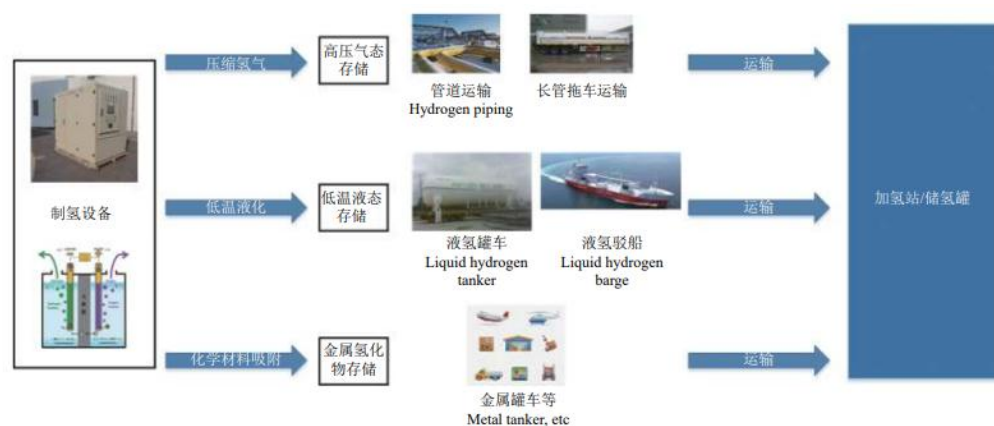 压缩氢气
高压气态
存储
管道运输
Hydrogen piping
长管拖车运输
运输
制氢设备
低温液化
低温液态
存储
液氢罐车
Liquid hydrogen
tanker
液氢驳船
Liquid hydrogen
barge
运输
加氢站/储氢罐
化学材料吸附
金属氢化
物存储
金属罐车等
Metal tanker, etc
运输